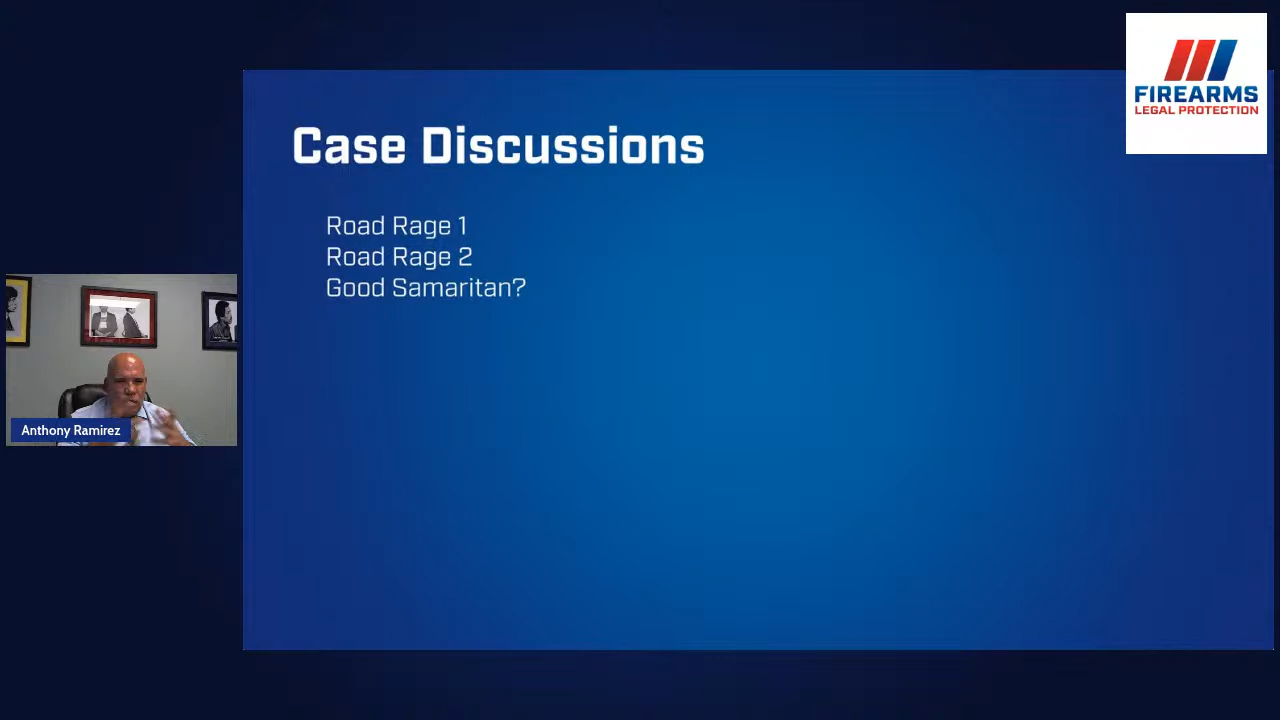 FIREARMS
LEGAL PROTECTION
Case Discussions
Road Rage 1
Road Rage 2
Good Samaritan?
Anthony Ramirez